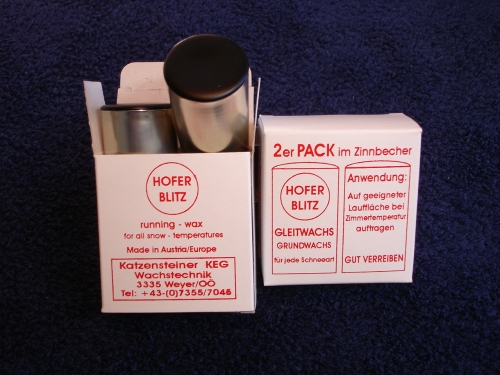 HOFER
BLITZ
running - wax
for all snow - temperatures
Made in Austria/Europe
Katzensteiner KEG
Wachstechnik
3335 Weyer/OÖ
Tel: +43-(0)7355/7046
2er PACK im Zinnbecher
HOFER
BLITZ
GLEITWACHS
GRUNDWACHS
für jede Schneeart
Anwendung:
Auf geeigneter
Lauffläche bei
Zimmertemperatur
auftragen
GUT VERREIBEN